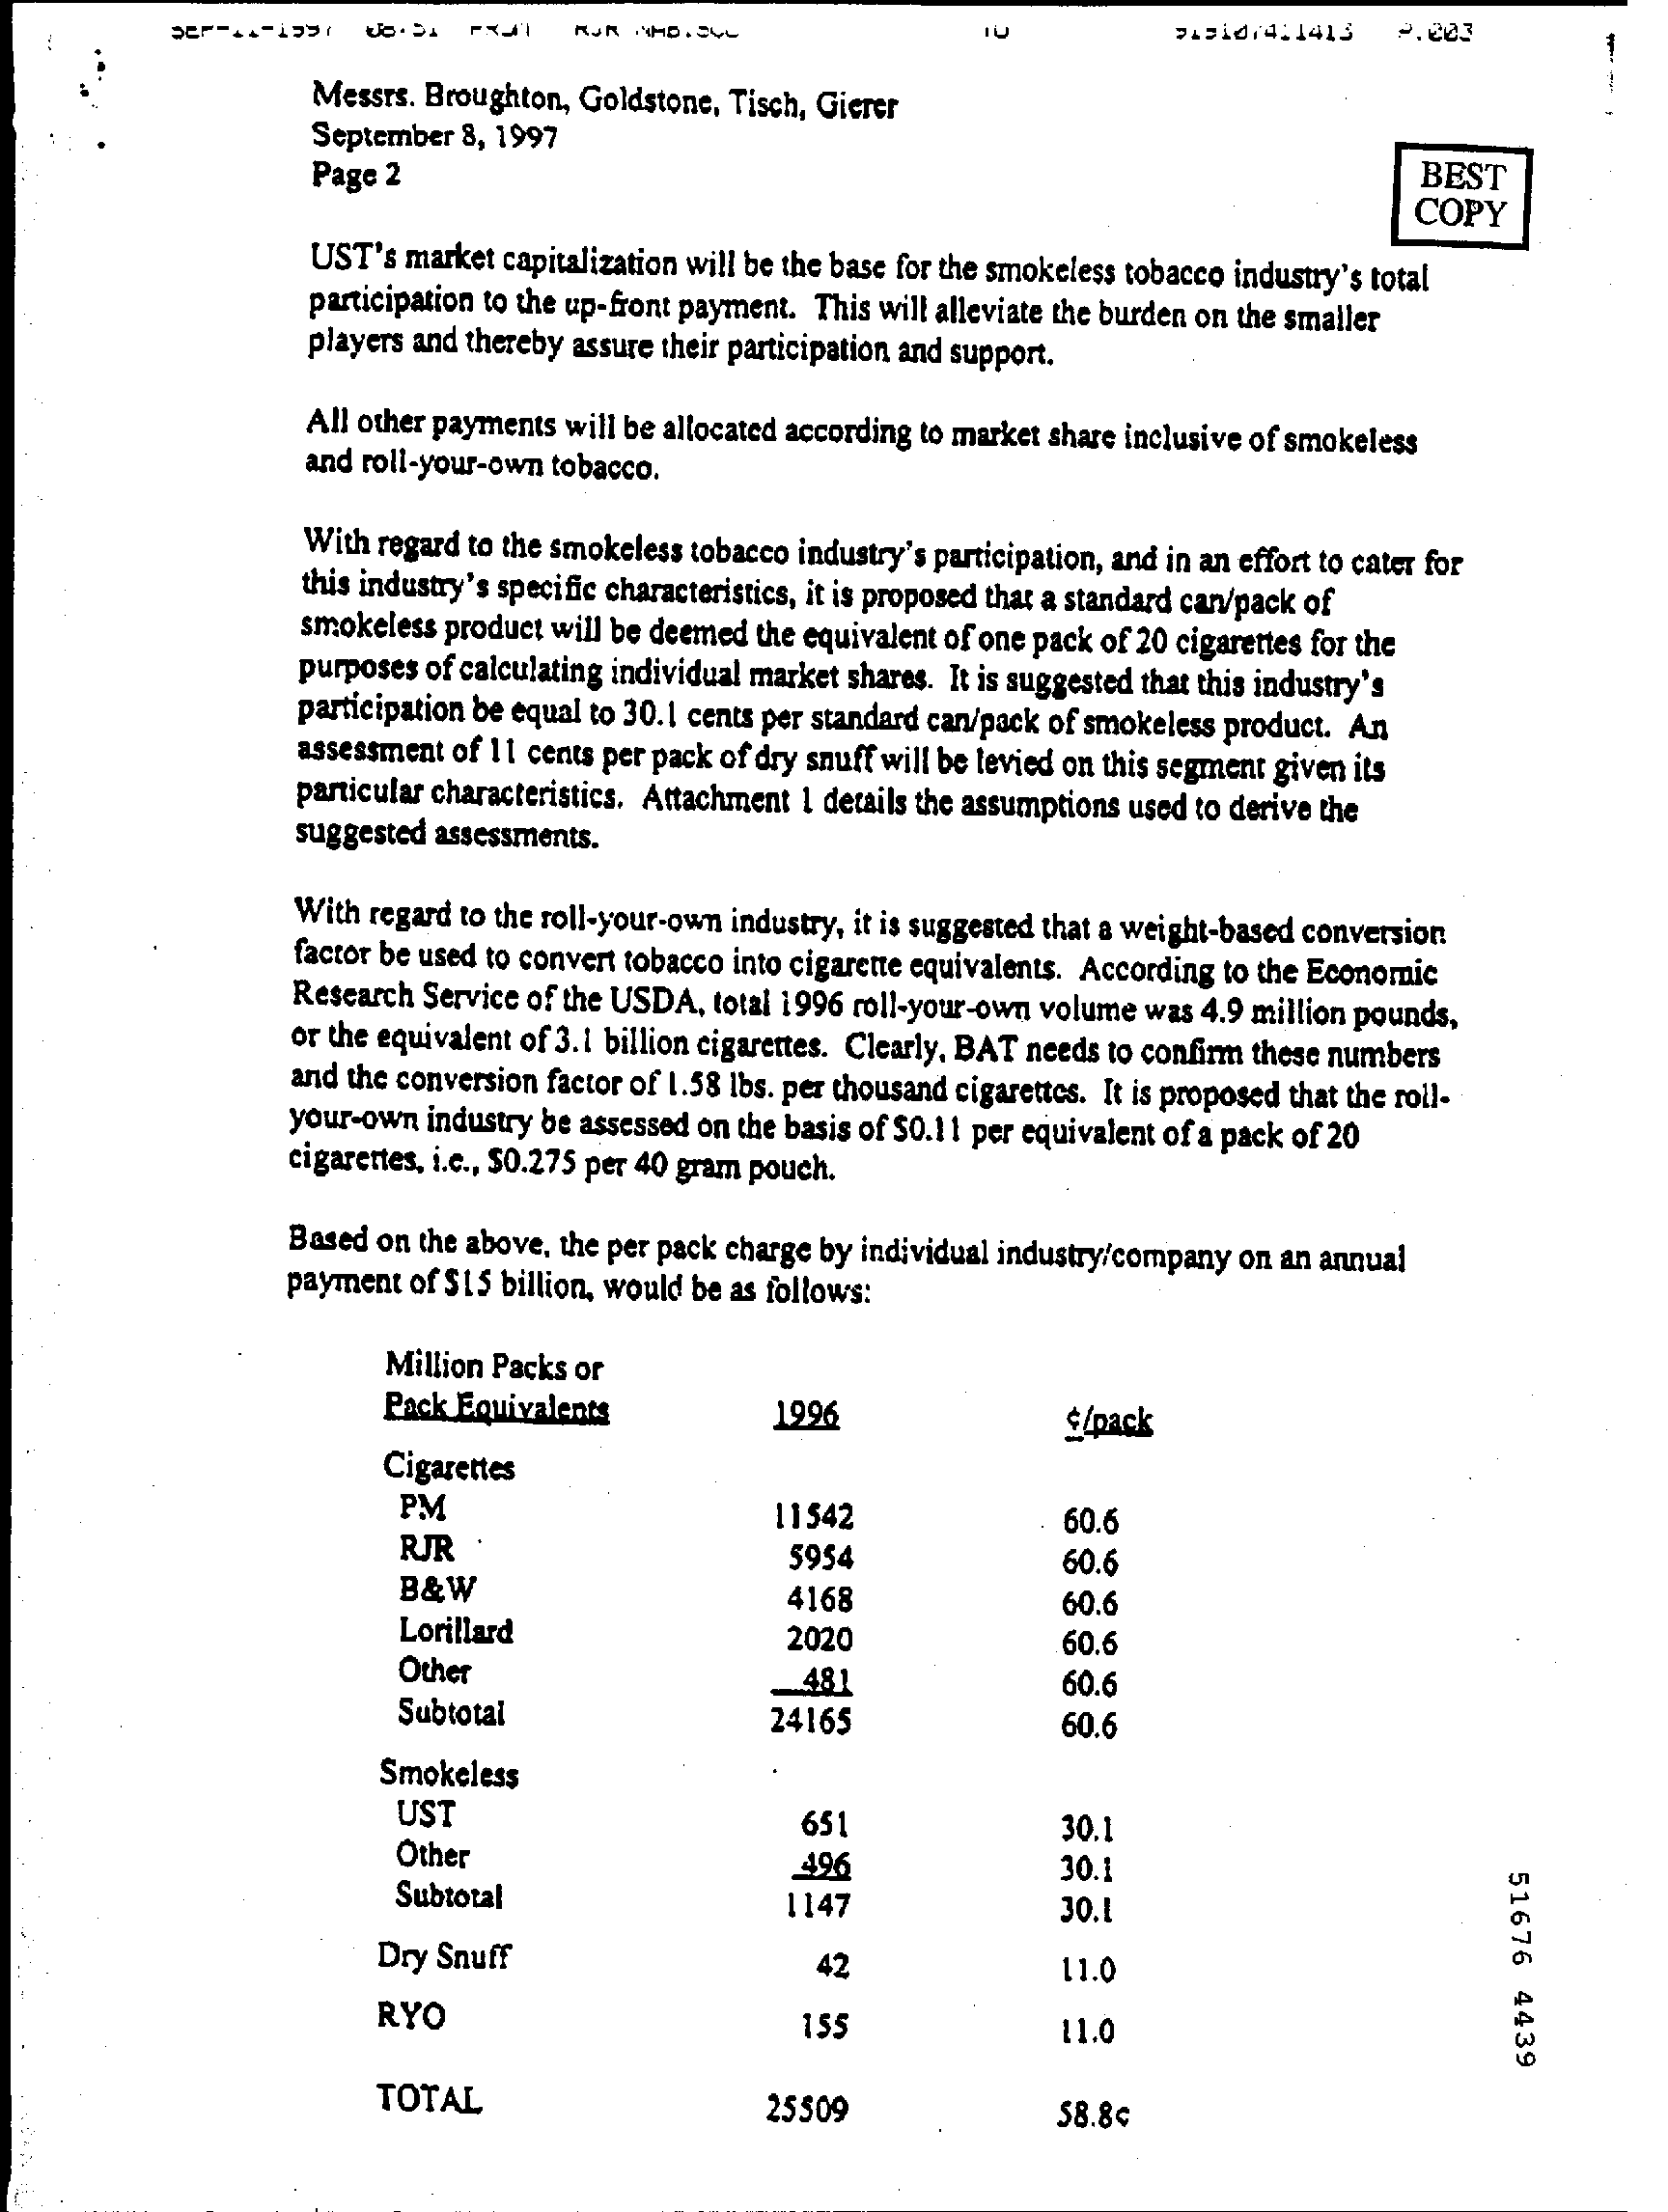 P.003
Messrs. Broughton, Goldstone, Tisch, Gierer
September 8, 1997
Page 2
BEST
COPY
UST's market capitalization will be the base for the smokeless tobacco industry's total
participation to the up-front payment. This will alleviate the burden on the smaller
players and thereby assure their participation and support.
All other payments will be allocated according to market share inclusive of smokeless
and roll-your-own tobacco.
With regard to the smokeless tobacco industry's participation, and in an effort to cater for
this industry's specific characteristics, it is proposed that a standard can/pack of
smokeless product will be deemed the equivalent of one pack of 20 cigarettes for the
purposes of calculating individual market shares. It is suggested that this industry's
participation be equal to 30.1 cents per standard can/pack of smokeless product. An
assessment of 11 cents per pack of dry snuff will be levied on this segment given its
particular characteristics. Attachment 1 details the assumptions used to derive the
suggested assessments.
With regard to the roll-your-own industry, it is suggested that a weight-based conversion
factor be used to convert tobacco into cigarette equivalents. According to the Economic
Research Service of the USDA, total 1996 roll-your-own volume was 4.9 million pounds,
or the equivalent of 3.1 billion cigarettes. Clearly, BAT needs to confirm these numbers
and the conversion factor of 1.58 lbs. per thousand cigarettes. It is proposed that the roll-
your-own industry be assessed on the basis of $0.11 per equivalent of a pack of 20
cigarettes, i.e., $0.275 per 40 gram pouch.
Based on the above, the per pack charge by individual industry/company on an annual
payment of $15 billion, would be as follows:
Million Packs or
Pack Equivalents 1996 ¢/pack
Cigarettes
PM 11542 60.6
RJR 5954 60.6
B&W 4168 60.6
Lorillard 2020 60.6
Other 481 60.6
Subtotal 24165 60.6
Smokeless
UST 651 30.1
Other 496 30.1
Subtotal 1147 30.1
Dry Snuff 42 11.0
RYO 155 11.0
TOTAL 25509 58.8¢
51676 4439